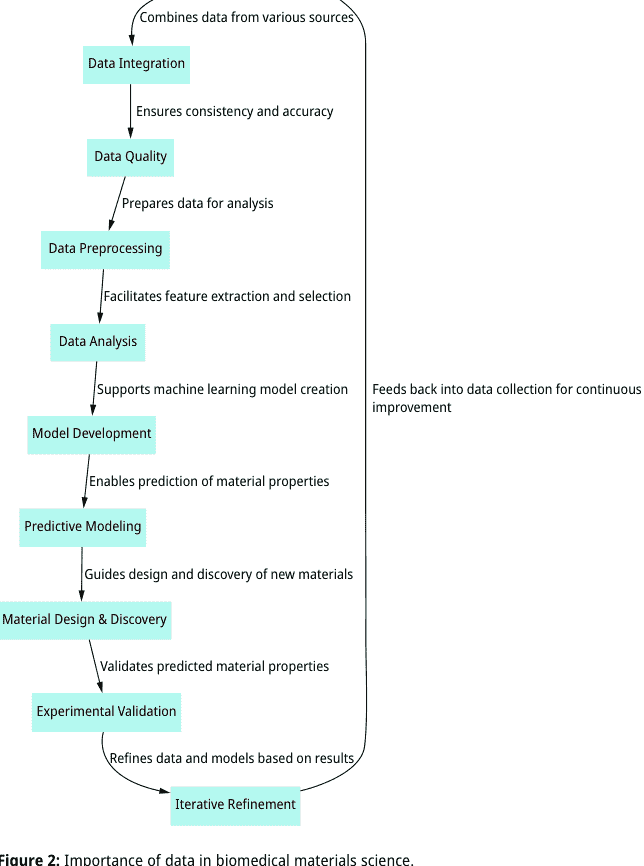 Combines data from various sources
Data Integration
Ensures consistency and accuracy
Data Quality
Prepares data for analysis
Data Preprocessing
Facilitates feature extraction and selection
Data Analysis
Supports machine learning model creation
Feeds back into data collection for continuous
improvement
Model Development
Enables prediction of material properties
Predictive Modeling
Guides design and discovery of new materials
Material Design & Discovery
Validates predicted material properties
Experimental Validation
Refines data and models based on results
Iterative Refinement
Figure 2: Importance of data in biomedical materials science.